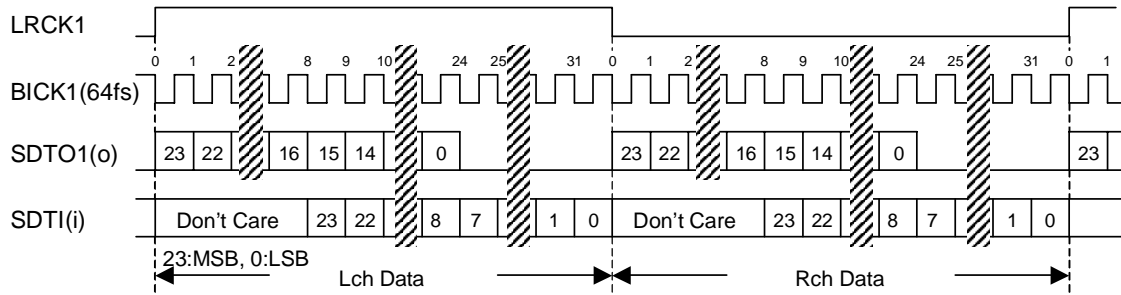 LRCK1
0 1 2 8 9 10 24 25 31 0 1 2 8 9 10 24 25 31 0 1
BICK1(64fs)
SDTO1(o) 23 22 16 15 14 0 23 22 16 15 14 0 23
SDTI(i) Don't Care 23 22 8 7 1 0 Don't Care 23 22 8 7 1 0
23:MSB, 0:LSB
Lch Data Rch Data